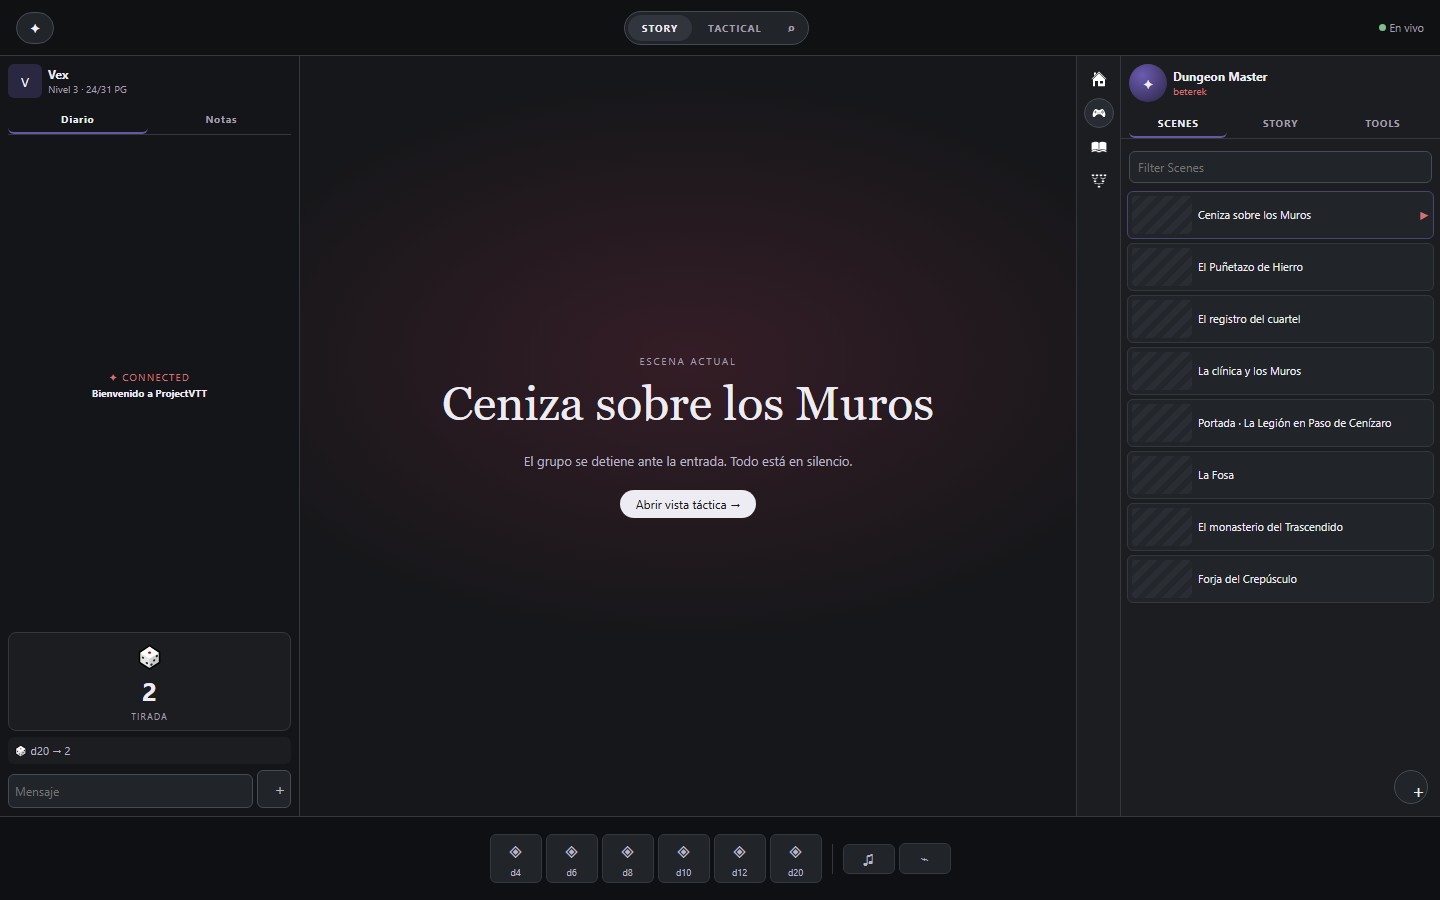 STORY
TACTICAL
En vivo
V
Vex
Nivel 3 · 24/31 PG
Diario
Notas
✦ CONNECTED
Bienvenido a ProjectVTT
2
TIRADA
d20 → 2
Mensaje
+
ESCENA ACTUAL
Ceniza sobre los Muros
El grupo se detiene ante la entrada. Todo está en silencio.
Abrir vista táctica →
Dungeon Master
beterek
SCENES
STORY
TOOLS
Filter Scenes
Ceniza sobre los Muros
El Puñetazo de Hierro
El registro del cuartel
La clínica y los Muros
Portada · La Legión en Paso de Cenízaro
La Fosa
El monasterio del Trascendido
Forja del Crepúsculo
+
d4
d6
d8
d10
d12
d20